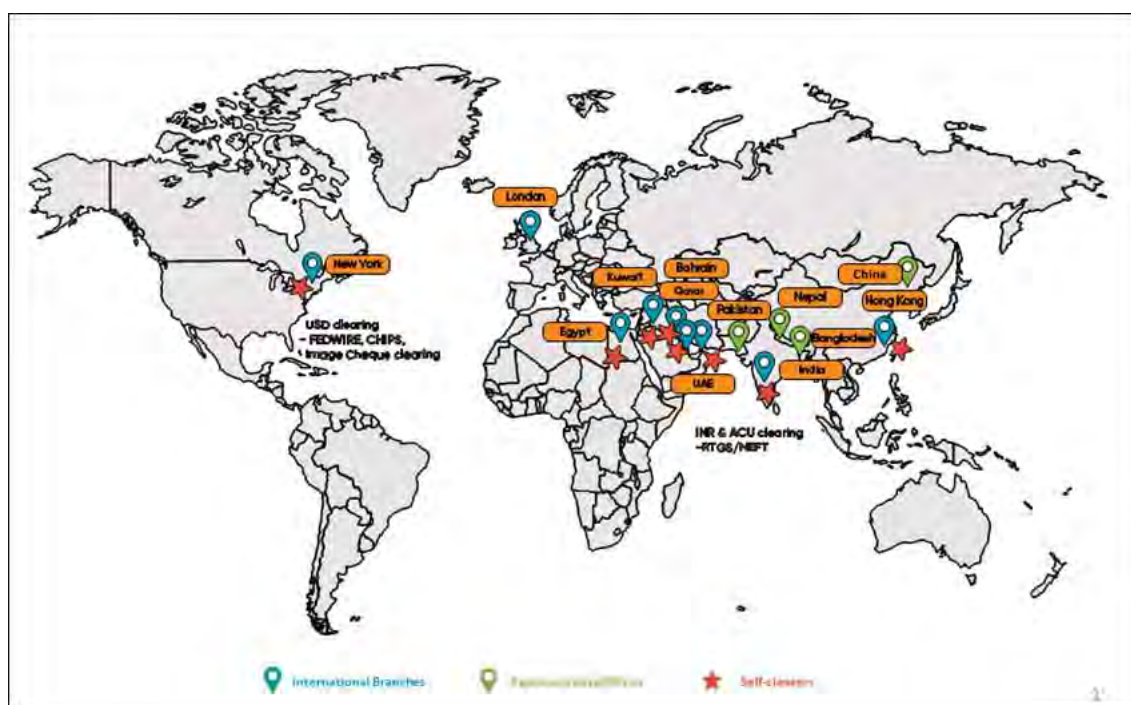 London
New York
Kuwait
Bahrain
Qatar
China
Nepal
Hong Kong
Pakistan
Egypt
Bangladesh
India
UAE
USD clearing
- FEDWIRE, CHIPS,
Image Cheque clearing
INR & ACU clearing
-RTGS/NEFT
International Branches
Self-clearers
1